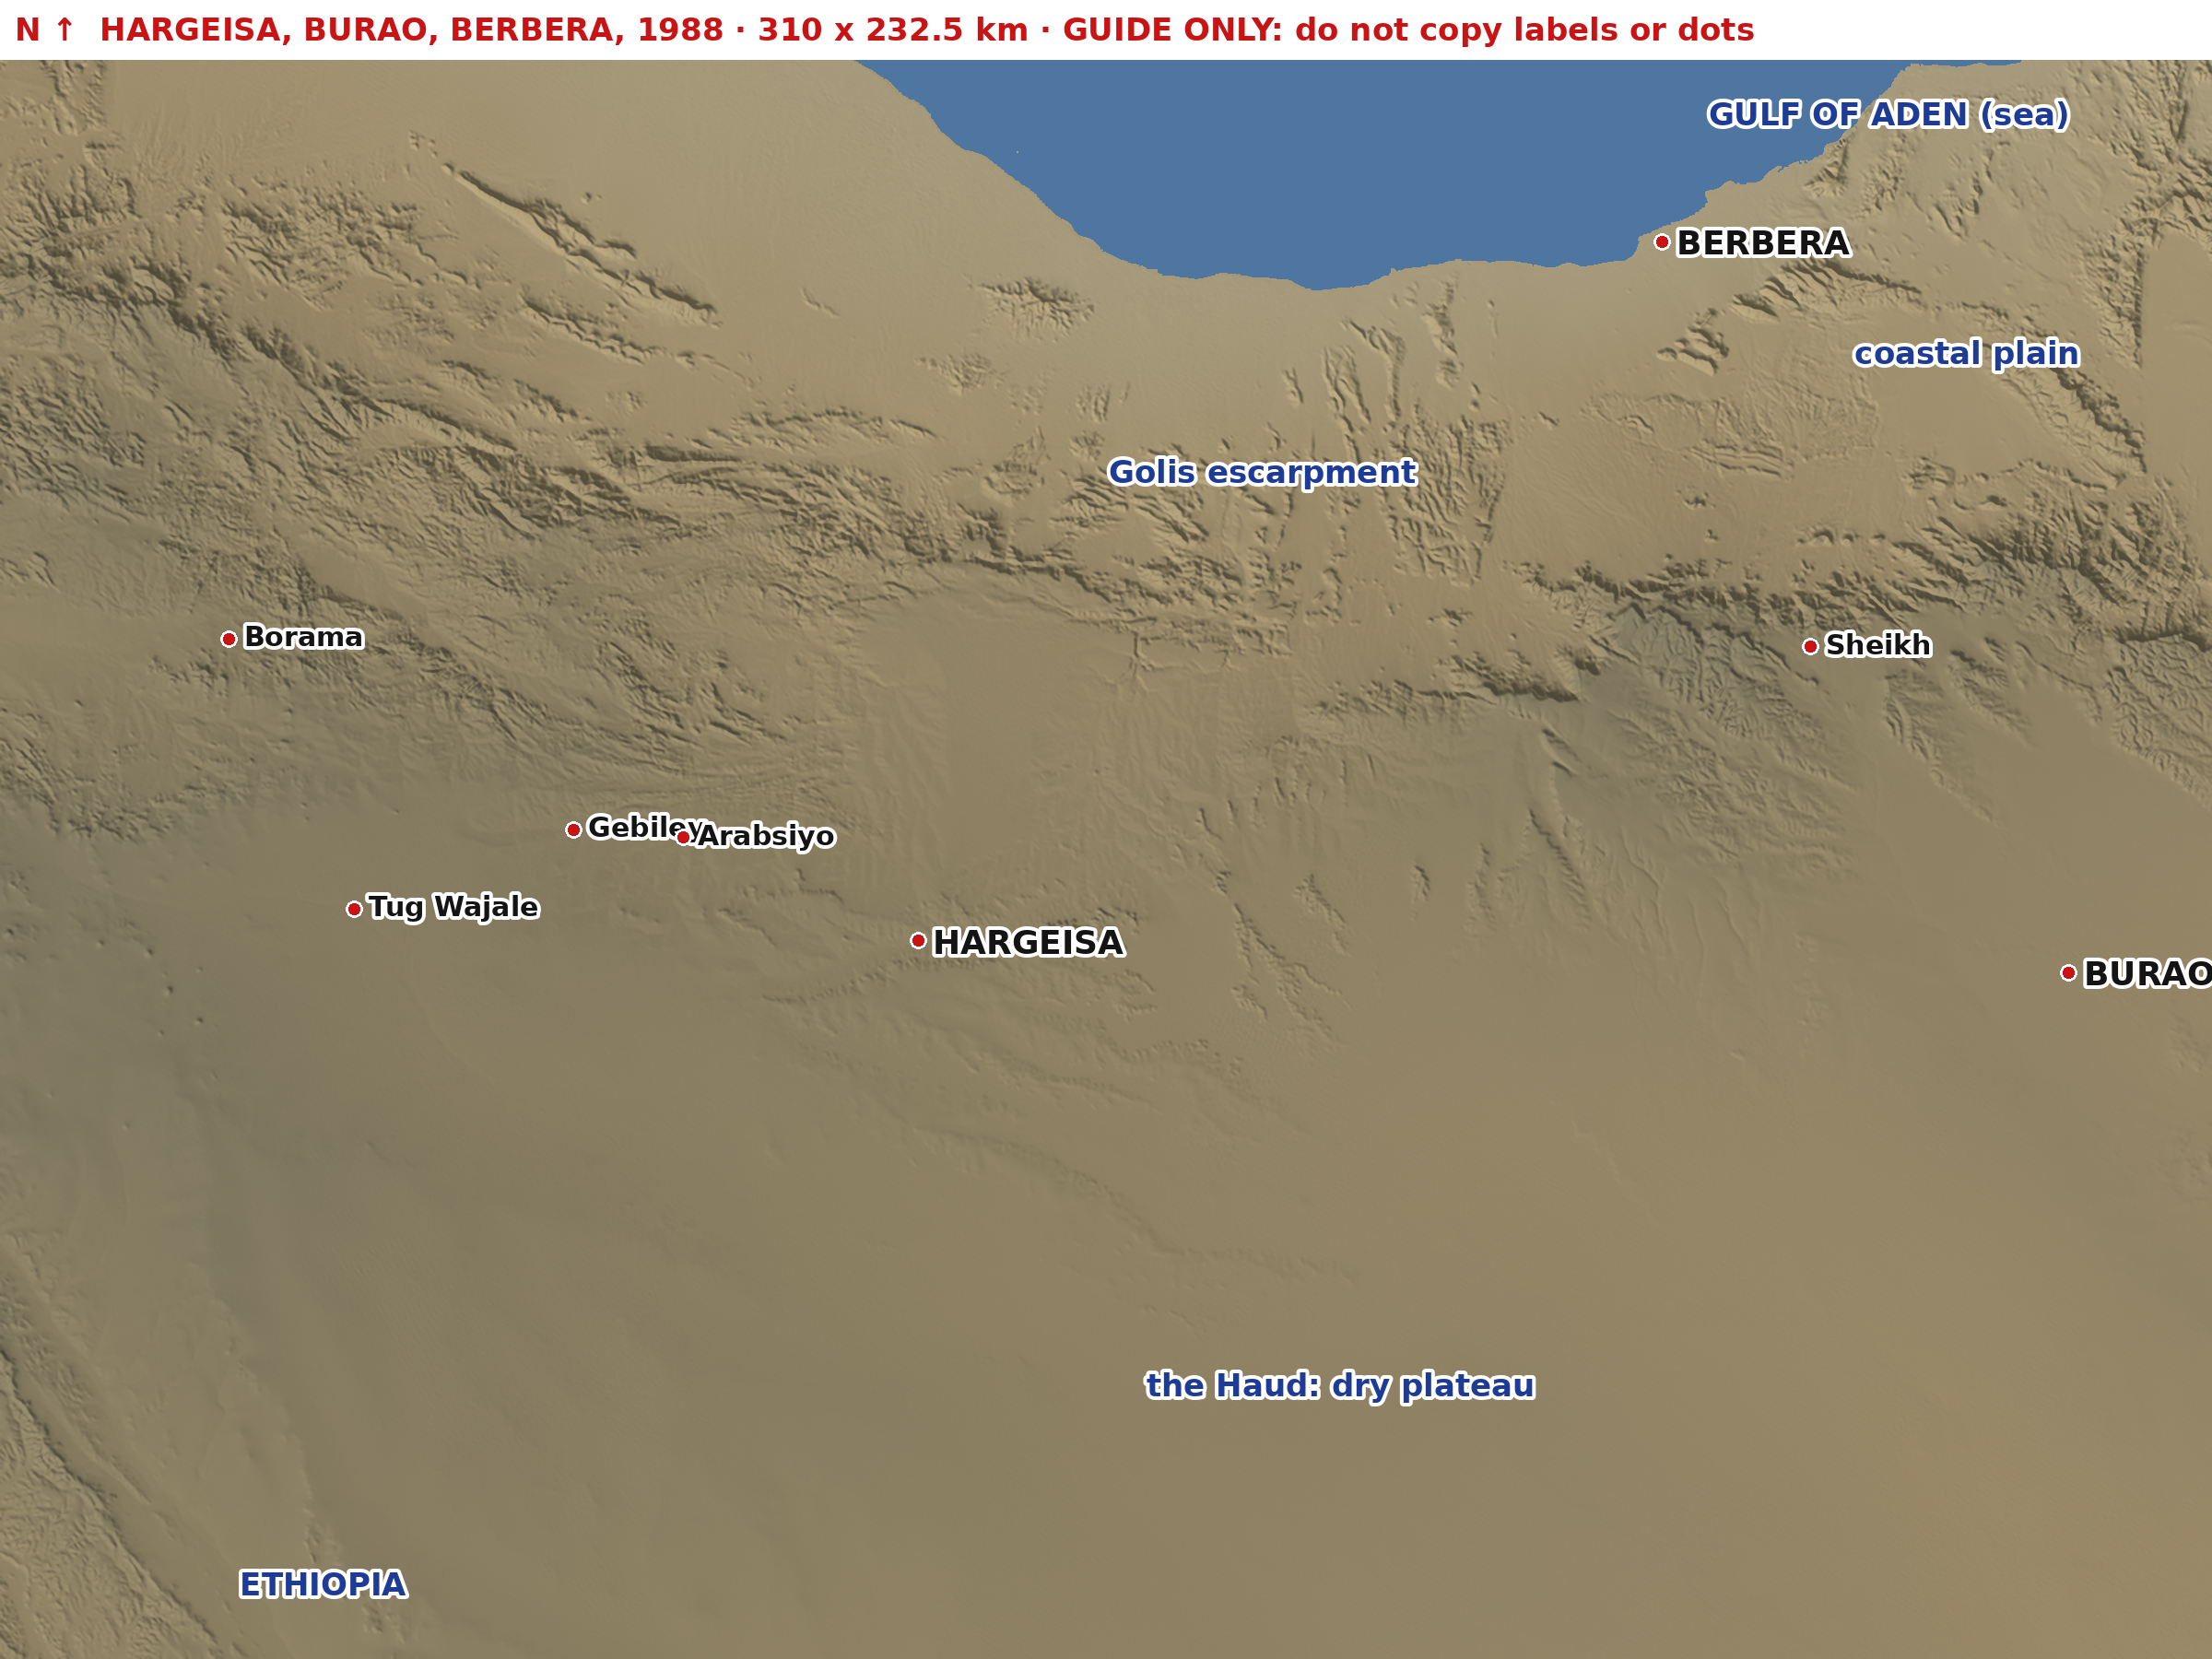 N ↑ HARGEISA, BURAO, BERBERA, 1988 · 310 x 232.5 km · GUIDE ONLY: do not copy labels or dots
GULF OF ADEN (sea)
BERBERA
coastal plain
Golis escarpment
Borama
Sheikh
Gebiley
Arabsiyo
Tug Wajale
HARGEISA
BURAO
the Haud: dry plateau
ETHIOPIA